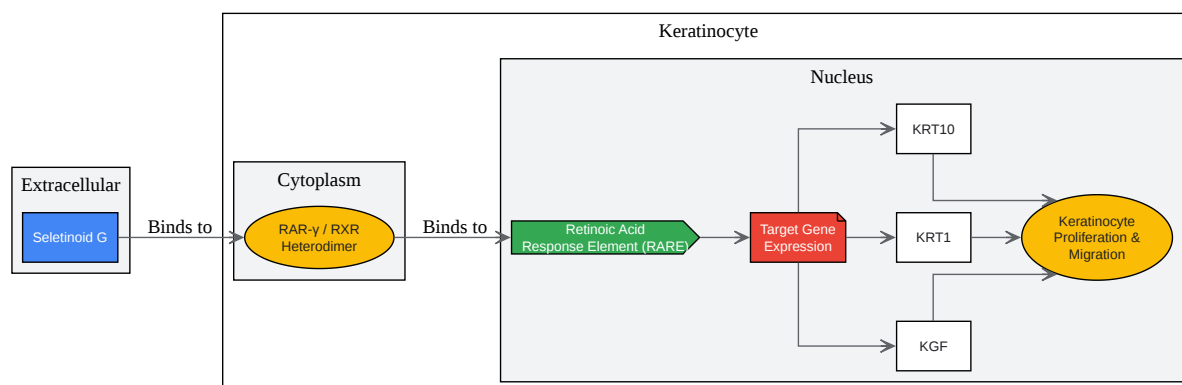 Keratinocyte
Nucleus
Extracellular
Seletinoid G
Binds to
Cytoplasm
RAR-γ / RXR
Heterodimer
Binds to
Retinoic Acid
Response Element (RARE)
Target Gene
Expression
KRT10
KRT1
KGF
Keratinocyte
Proliferation &
Migration